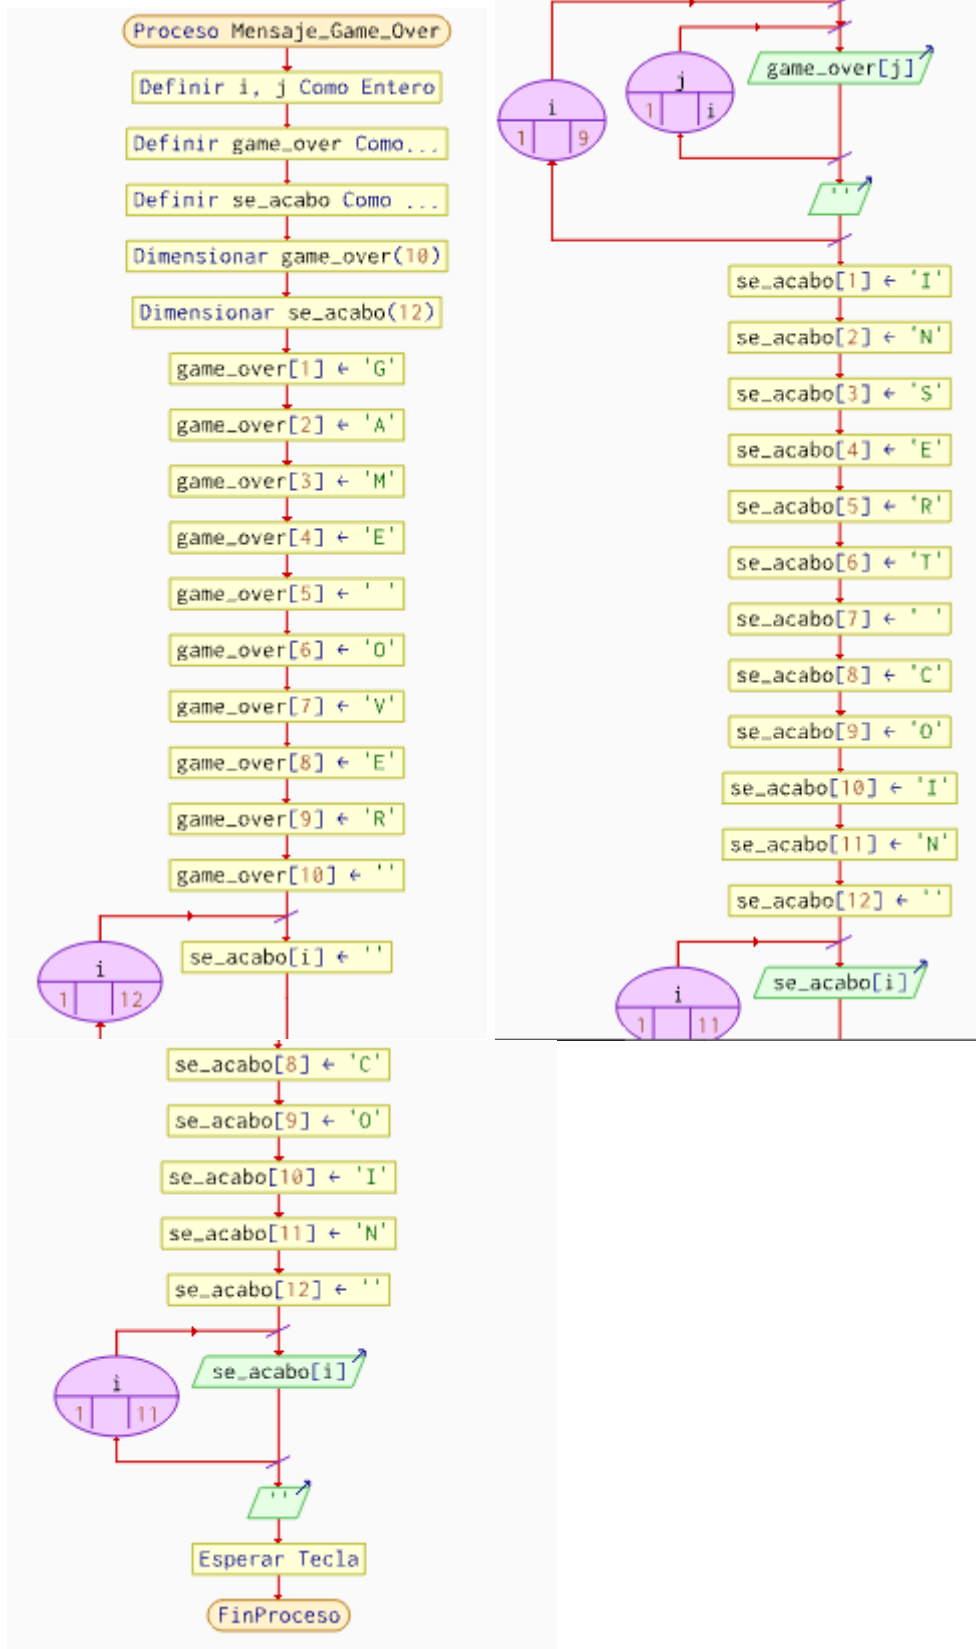 Proceso Mensaje_Game_Over
Definir i, j Como Entero
Definir game_over Como...
Definir se_acabo Como ...
Dimensionar game_over(10)
Dimensionar se_acabo(12)
game_over[1] ← 'G'
game_over[2] ← 'A'
game_over[3] ← 'M'
game_over[4] ← 'E'
game_over[5] ← ' '
game_over[6] ← 'O'
game_over[7] ← 'V'
game_over[8] ← 'E'
game_over[9] ← 'R'
game_over[10] ← ''
i
1 12
se_acabo[i] ← ''
i
1 9
j
1 i
game_over[j]
''
se_acabo[1] ← 'I'
se_acabo[2] ← 'N'
se_acabo[3] ← 'S'
se_acabo[4] ← 'E'
se_acabo[5] ← 'R'
se_acabo[6] ← 'T'
se_acabo[7] ← ' '
se_acabo[8] ← 'C'
se_acabo[9] ← 'O'
se_acabo[10] ← 'I'
se_acabo[11] ← 'N'
se_acabo[12] ← ''
i
1 11
se_acabo[i]
se_acabo[8] ← 'C'
se_acabo[9] ← 'O'
se_acabo[10] ← 'I'
se_acabo[11] ← 'N'
se_acabo[12] ← ''
i
1 11
se_acabo[i]
''
Esperar Tecla
FinProceso